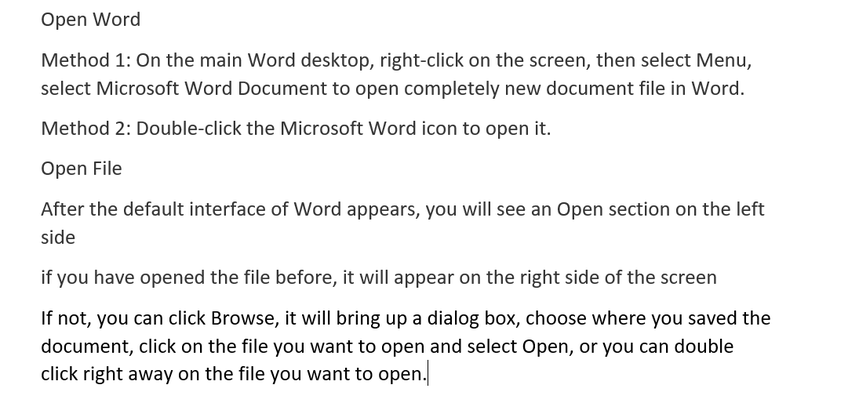 Open Word
Method 1: On the main Word desktop, right-click on the screen, then select Menu,
select Microsoft Word Document to open completely new document file in Word.
Method 2: Double-click the Microsoft Word icon to open it.
Open File
After the default interface of Word appears, you will see an Open section on the left
side
if you have opened the file before, it will appear on the right side of the screen
If not, you can click Browse, it will bring up a dialog box, choose where you saved the
document, click on the file you want to open and select Open, or you can double
click right away on the file you want to open.